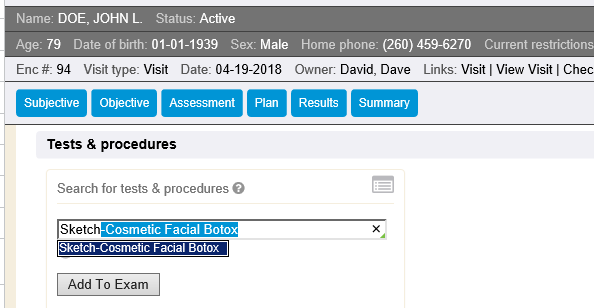 Name: DOE, JOHN L. Status: Active
Age: 79 Date of birth: 01-01-1939 Sex: Male Home phone: (260) 459-6270 Current restrictions
Enc #: 94 Visit type: Visit Date: 04-19-2018 Owner: David, Dave Links: Visit | View Visit | Chec
Subjective Objective Assessment Plan Results Summary
Tests & procedures
Search for tests & procedures ?
Sketch-Cosmetic Facial Botox ×
Sketch-Cosmetic Facial Botox
Add To Exam